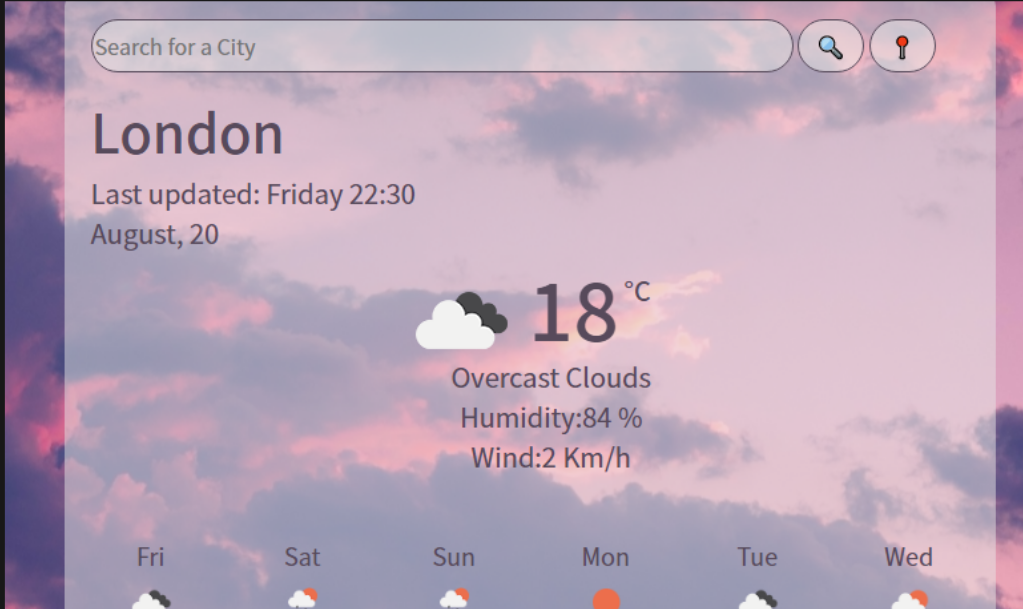 Search for a City
London
Last updated: Friday 22:30
August, 20
18 °C
Overcast Clouds
Humidity:84 %
Wind:2 Km/h
Fri Sat Sun Mon Tue Wed